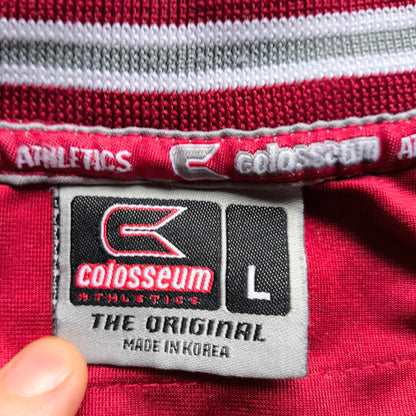 ATHLETICS colosseum AT
colosseum
ATHLETICS
L
THE ORIGINAL
MADE IN KOREA